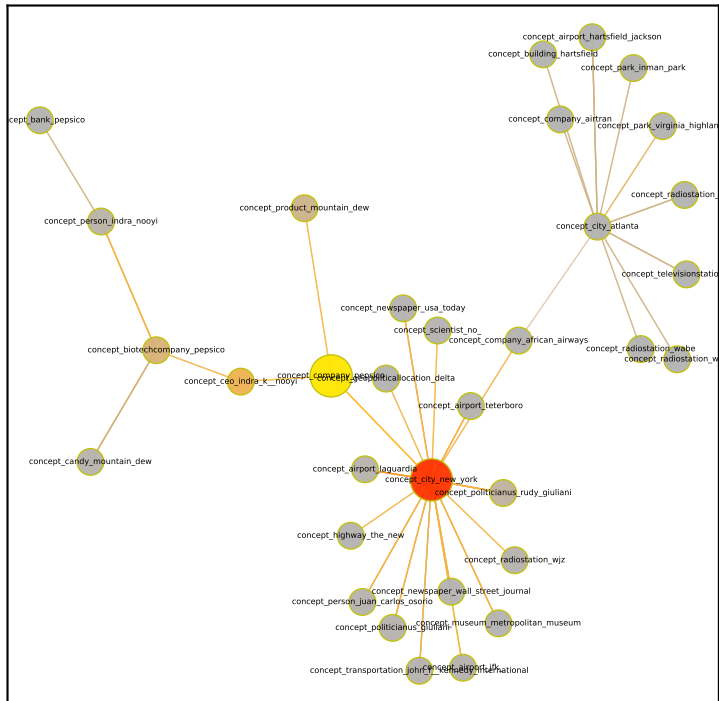 concept_airport_hartsfield_jackson
concept_building_hartsfield
concept_park_inman_park
cept_bank_pepsico
concept_company_airtran
concept_park_virginia_highlan
concept_radiostation_
concept_product_mountain_dew
concept_person_indra_nooyi
concept_city_atlanta
concept_televisionstatio
concept_newspaper_usa_today
concept_scientist_no_
concept_company_african_airways
concept_biotechcompany_pepsico
concept_radiostation_wabe
concept_radiostation_w
concept_company_pepsico
concept_geopoliticallocation_delta
concept_ceo_indra_k__nooyi
concept_airport_teterboro
concept_candy_mountain_dew
concept_airport_laguardia
concept_city_new_york
concept_politicianus_rudy_giuliani
concept_highway_the_new
concept_radiostation_wjz
concept_newspaper_wall_street_journal
concept_person_juan_carlos_osorio
concept_museum_metropolitan_museum
concept_politicianus_giuliani
concept_airport_jfk
concept_transportation_john_f__kennedy_international